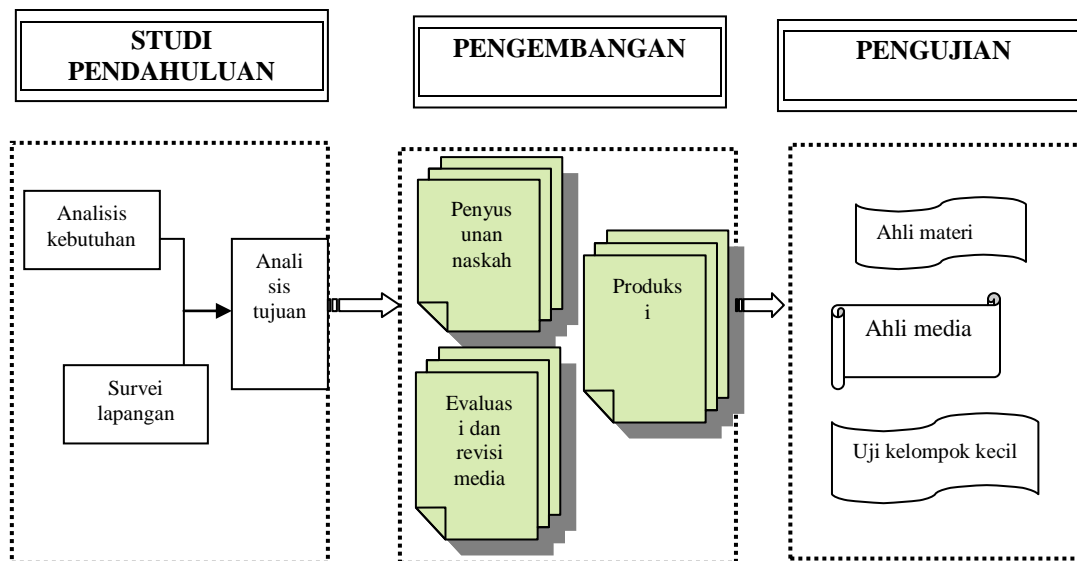 STUDI
PENDAHULUAN
PENGEMBANGAN
PENGUJIAN
Analisis
kebutuhan
Survei
lapangan
Anali
sis
tujuan
Penyus
unan
naskah
Evaluas
i dan
revisi
media
Produks
i
Ahli materi
Ahli media
Uji kelompok kecil